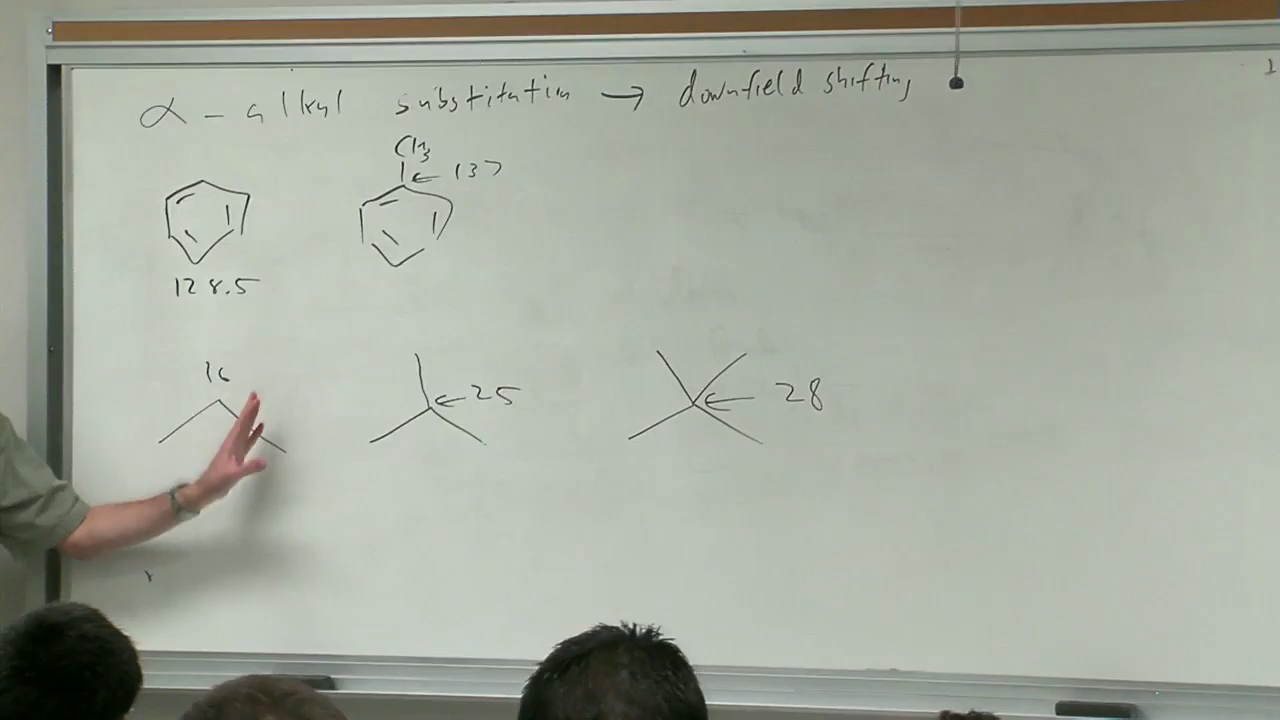 α - alkyl substitution → downfield shifting
CH3
← 137
128.5
16
← 25
← 28